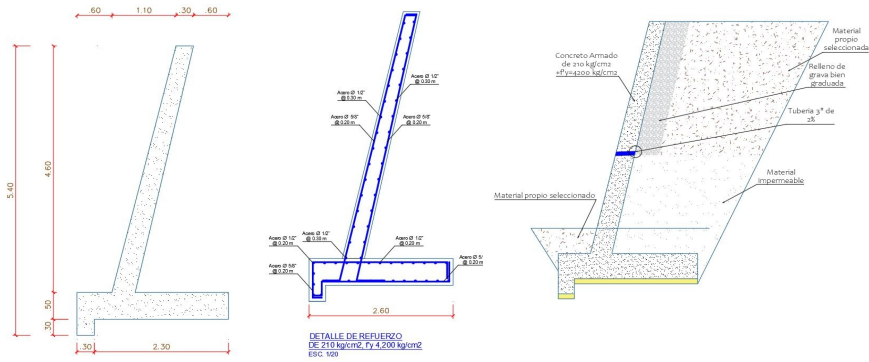 .60 1.10 .30 .60
5.40
4.60
.50
.30
.30 2.30
Acero Ø 1/2"
@ 0.30 m
Acero Ø 1/2"
@ 0.30 m
Acero Ø 5/8"
@ 0.20 m
Acero Ø 5/8"
@ 0.20 m
Acero Ø 1/2"
@ 0.20 m
Acero Ø 1/2"
@ 0.30 m
Acero Ø 1/2"
@ 0.20 m
Acero Ø 5/8"
@ 0.20 m
Acero Ø 5/
@ 0.20 m
2.60
DETALLE DE REFUERZO
DE 210 kg/cm2, f'y 4,200 kg/cm2
ESC. 1/20
Concreto Armado
de 210 kg/cm2
+f'y=4200 kg/cm2
Material
propio
seleccionada
Relleno de
grava bien
graduada
Tuberia 3" de
2%
Material
impermeable
Material propio seleccionado